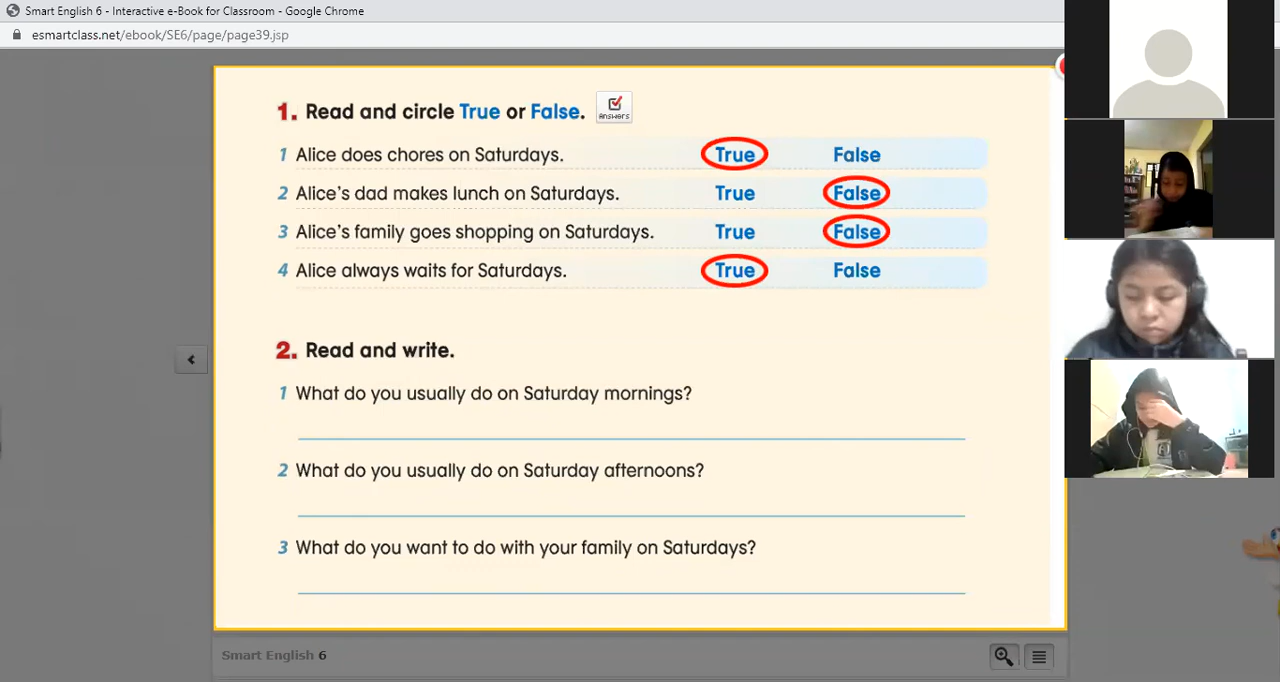 Smart English 6 - Interactive e-Book for Classroom - Google Chrome
esmartclass.net/ebook/SE6/page/page39.jsp
1. Read and circle True or False. Answers
1 Alice does chores on Saturdays. True False
2 Alice's dad makes lunch on Saturdays. True False
3 Alice's family goes shopping on Saturdays. True False
4 Alice always waits for Saturdays. True False
2. Read and write.
1 What do you usually do on Saturday mornings?
2 What do you usually do on Saturday afternoons?
3 What do you want to do with your family on Saturdays?
Smart English 6